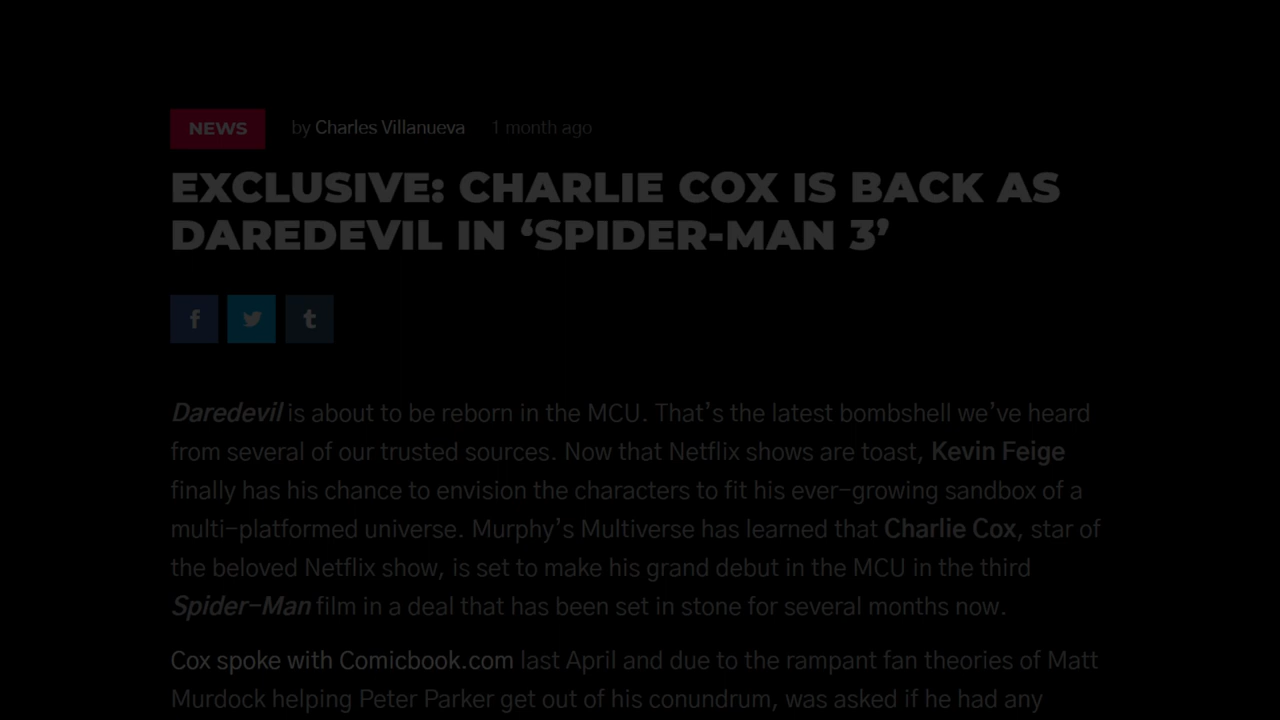 NEWS by Charles Villanueva 1 month ago
EXCLUSIVE: CHARLIE COX IS BACK AS
DAREDEVIL IN ‘SPIDER-MAN 3’
f t
Daredevil is about to be reborn in the MCU. That’s the latest bombshell we’ve heard
from several of our trusted sources. Now that Netflix shows are toast, Kevin Feige
finally has his chance to envision the characters to fit his ever-growing sandbox of a
multi-platformed universe. Murphy’s Multiverse has learned that Charlie Cox, star of
the beloved Netflix show, is set to make his grand debut in the MCU in the third
Spider-Man film in a deal that has been set in stone for several months now.
Cox spoke with Comicbook.com last April and due to the rampant fan theories of Matt
Murdock helping Peter Parker get out of his conundrum, was asked if he had any